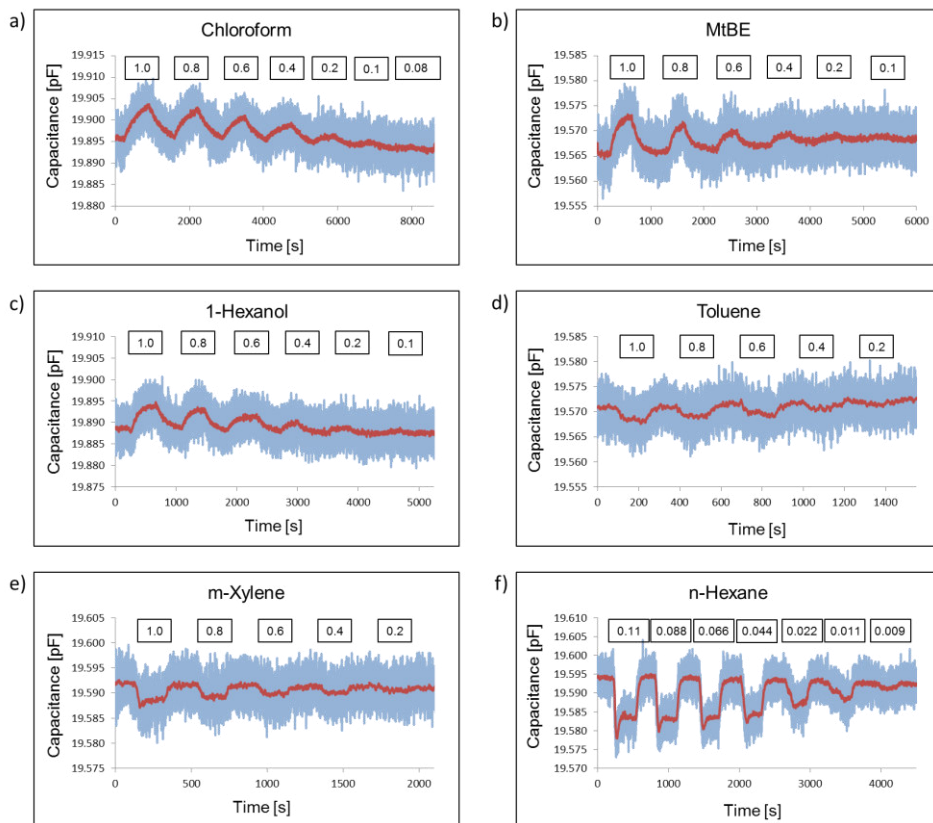 a)
Chloroform
Capacitance [pF]
19.915
19.910
19.905
19.900
19.895
19.890
19.885
19.880
1.0 0.8 0.6 0.4 0.2 0.1 0.08
0 2000 4000 6000 8000
Time [s]
b)
MtBE
Capacitance [pF]
19.585
19.580
19.575
19.570
19.565
19.560
19.555
1.0 0.8 0.6 0.4 0.2 0.1
0 1000 2000 3000 4000 5000 6000
Time [s]
c)
1-Hexanol
Capacitance [pF]
19.910
19.905
19.900
19.895
19.890
19.885
19.880
19.875
1.0 0.8 0.6 0.4 0.2 0.1
0 1000 2000 3000 4000 5000
Time [s]
d)
Toluene
Capacitance [pF]
19.585
19.580
19.575
19.570
19.565
19.560
19.555
1.0 0.8 0.6 0.4 0.2
0 200 400 600 800 1000 1200 1400
Time [s]
e)
m-Xylene
Capacitance [pF]
19.605
19.600
19.595
19.590
19.585
19.580
19.575
1.0 0.8 0.6 0.4 0.2
0 500 1000 1500 2000
Time [s]
f)
n-Hexane
Capacitance [pF]
19.610
19.605
19.600
19.595
19.590
19.585
19.580
19.575
19.570
0.11 0.088 0.066 0.044 0.022 0.011 0.009
0 1000 2000 3000 4000
Time [s]